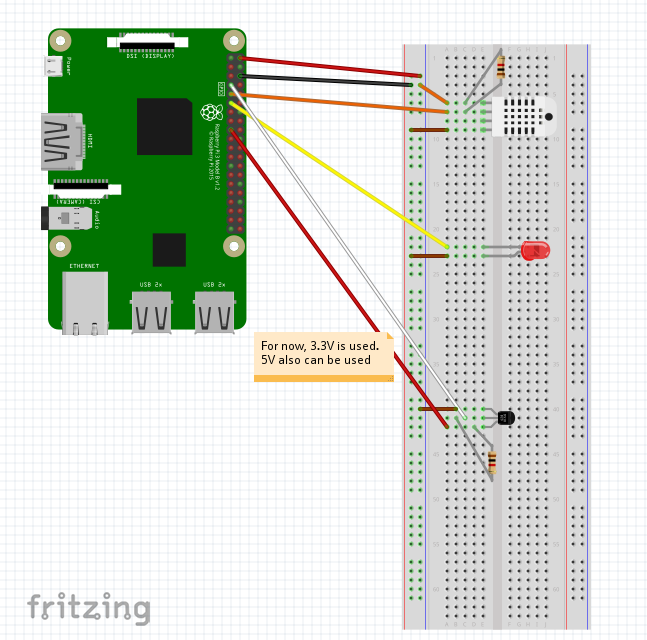 DSI (DISPLAY)
Power
GPIO
HDMI
Raspberry Pi 3 Model B v1.2
© Raspberry Pi 2015
CSI (CAMERA)
Audio
ETHERNET
USB 2x
USB 2x
For now, 3.3V is used.
5V also can be used
fritzing